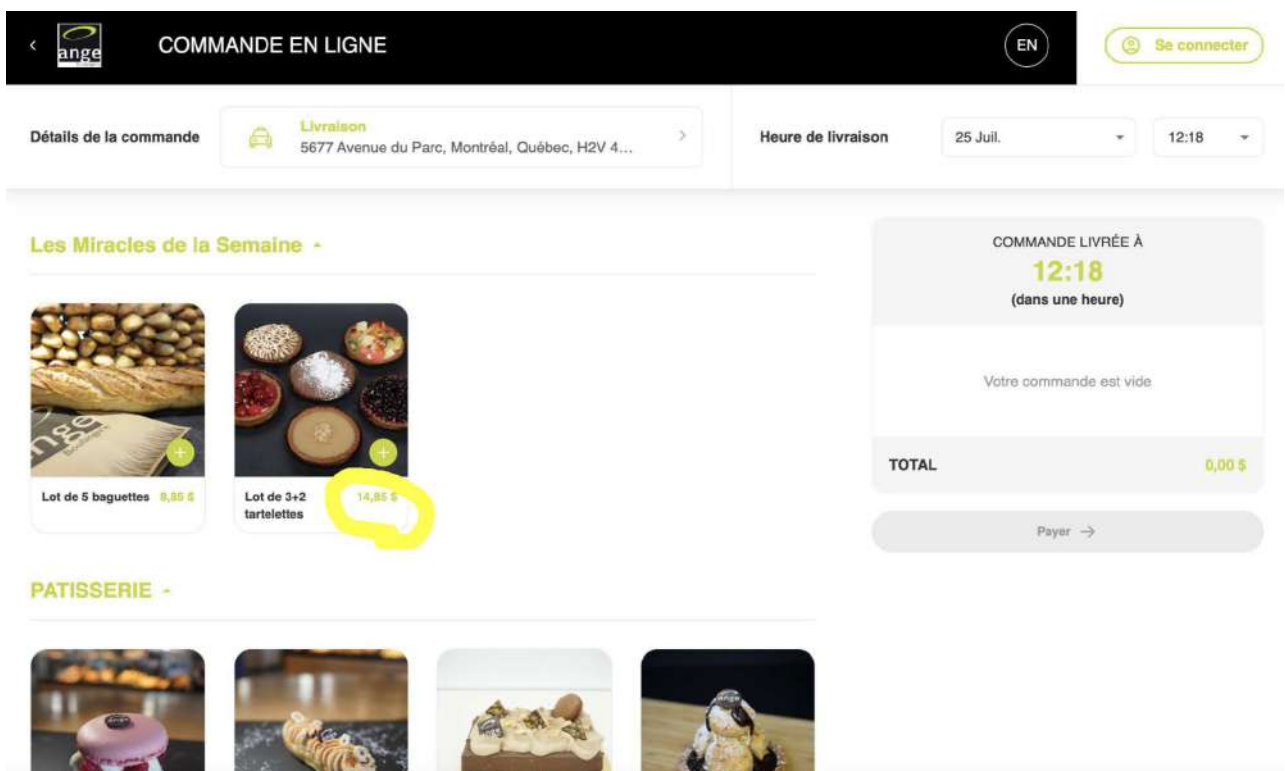 ange
COMMANDE EN LIGNE
EN
Se connecter
Détails de la commande
Livraison
5677 Avenue du Parc, Montréal, Québec, H2V 4...
Heure de livraison
25 Juil.
12:18
Les Miracles de la Semaine
COMMANDE LIVRÉE À
12:18
(dans une heure)
Votre commande est vide
TOTAL 0,00 $
Payer →
ange
Boulangerie
Lot de 5 baguettes
Lot de 3+2 14,85 $
tartelettes
PATISSERIE
ange